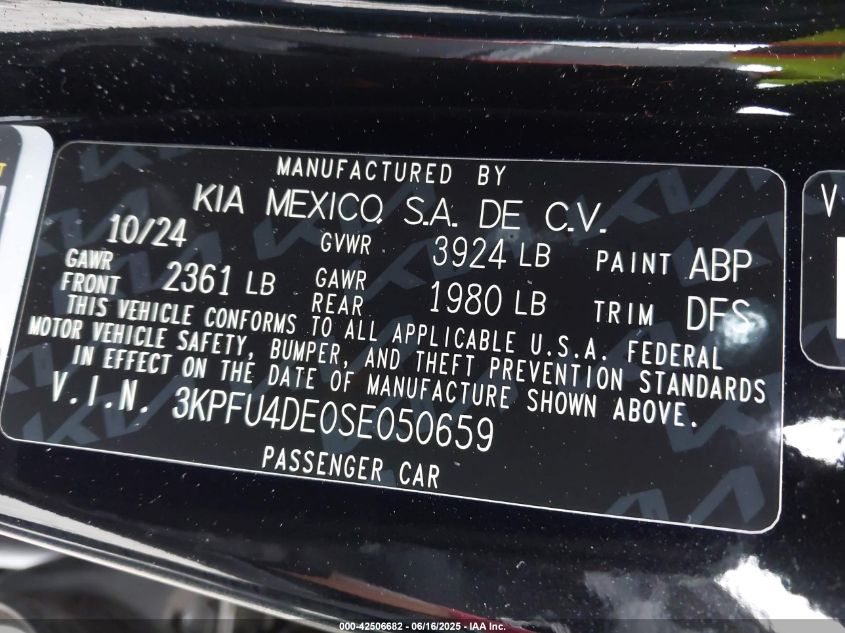 MANUFACTURED BY
KIA MEXICO, S.A. DE C.V.
10/24 GVWR 3924 LB PAINT ABP
GAWR FRONT 2361 LB GAWR REAR 1980 LB TRIM DFS
THIS VEHICLE CONFORMS TO ALL APPLICABLE U.S.A. FEDERAL
MOTOR VEHICLE SAFETY, BUMPER, AND THEFT PREVENTION STANDARDS
IN EFFECT ON THE DATE OF MANUFACTURE SHOWN ABOVE.
V.I.N. 3KPFU4DE0SE050659
PASSENGER CAR
V
000-42506682 - 06/16/2025 - IAA Inc.